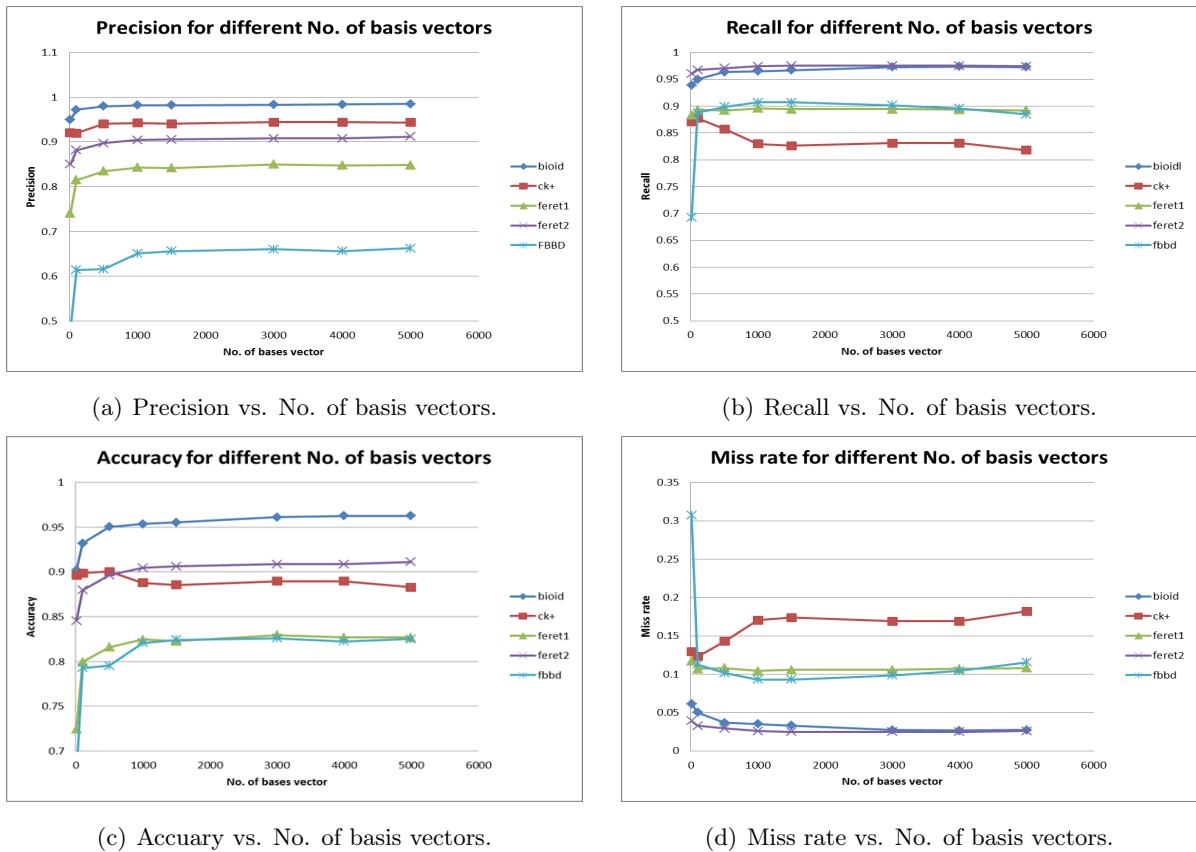 Precision for different No. of basis vectors
1.1
1
0.9
0.8
0.7
0.6
0.5
Precision
0 1000 2000 3000 4000 5000 6000
No. of bases vector
bioid
ck+
feret1
feret2
FBBD
(a) Precision vs. No. of basis vectors.
Recall for different No. of basis vectors
1
0.95
0.9
0.85
0.8
0.75
0.7
0.65
0.6
0.55
0.5
Recall
0 1000 2000 3000 4000 5000 6000
No. of bases vector
bioidl
ck+
feret1
feret2
fbbd
(b) Recall vs. No. of basis vectors.
Accuracy for different No. of basis vectors
1
0.95
0.9
0.85
0.8
0.75
0.7
Accuracy
0 1000 2000 3000 4000 5000 6000
No. of bases vector
bioid
ck+
feret1
feret2
fbbd
(c) Accuary vs. No. of basis vectors.
Miss rate for different No. of basis vectors
0.35
0.3
0.25
0.2
0.15
0.1
0.05
0
Miss rate
0 1000 2000 3000 4000 5000 6000
No. of bases vector
bioid
ck+
feret1
feret2
fbbd
(d) Miss rate vs. No. of basis vectors.